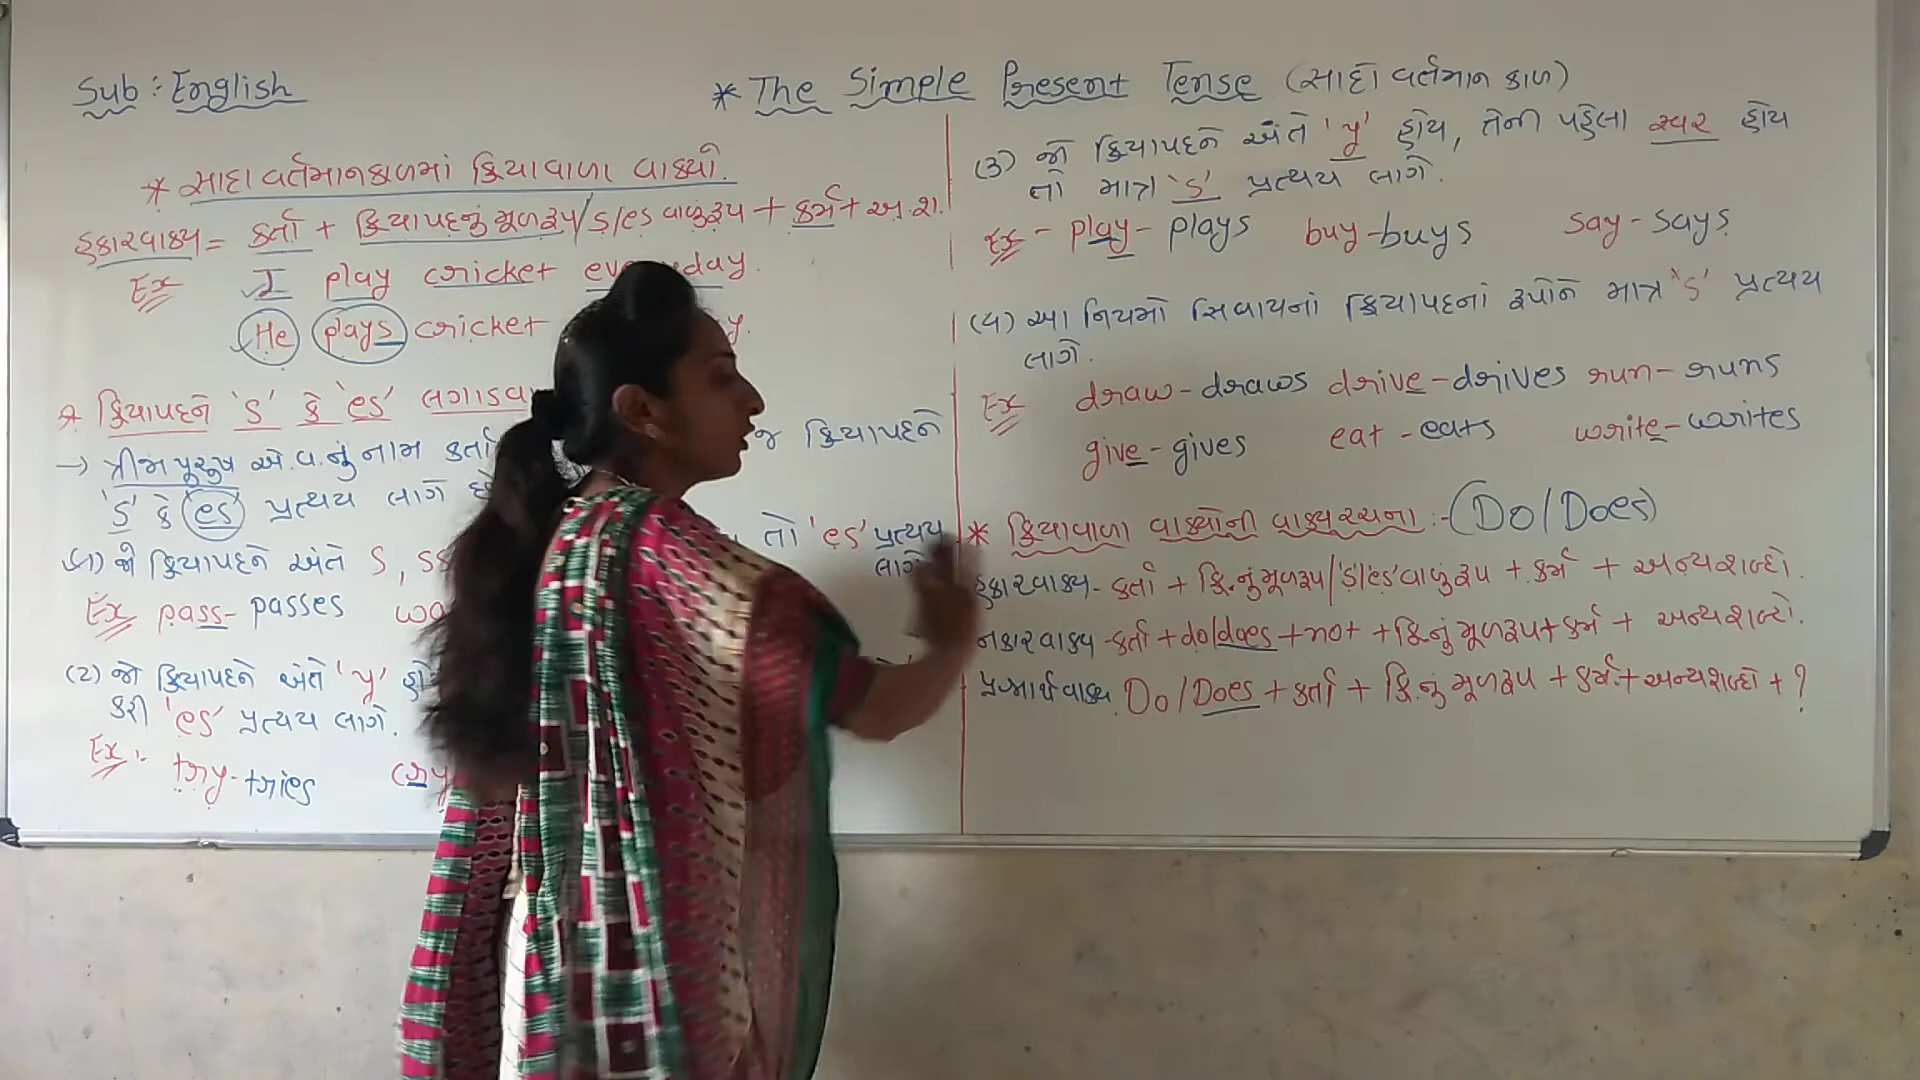 Sub : English
* The Simple Present Tense (સાદો વર્તમાન કાળ)
* સાદા વર્તમાનકાળમાં ક્રિયાવાળા વાક્યો.
હકારવાક્ય = કર્તા + ક્રિયાપદનું મૂળરૂપ/s/es વાળું રૂપ + કર્મ + અ.શ.
Ex I play cricket everyday.
He plays cricket
* ક્રિયાપદને 's' કે 'es'
→ ત્રીજા પુરુષ એ.વ.નું નામ કર્તા જ ક્રિયાપદને
's' કે 'es' પ્રત્યય લાગે છે
(૧) જો ક્રિયાપદને અંતે s, તો 'es' પ્રત્યય
લાગે
Ex pass - passes
(૨) જો ક્રિયાપદને અંતે 'y'
કરી 'es' પ્રત્યય લાગે.
Ex :- try - tries cry
(૩) જો ક્રિયાપદને અંતે 'y' હોય, તેની પહેલા સ્વર હોય
તો માત્ર 's' પ્રત્યય લાગે.
Ex - play - plays buy - buys say - says
(૪) આ નિયમો સિવાયનાં ક્રિયાપદનાં રૂપોને માત્ર 's' પ્રત્યય
લાગે.
Ex draw - draws drive - drives run - runs
give - gives eat - eats write - writes
* ક્રિયાવાળા વાક્યોની વાક્યરચના :- (Do/Does)
હકારવાક્ય - કર્તા + ક્રિ.નું મૂળરૂપ/'s'/'es' વાળું રૂપ + કર્મ + અન્યશબ્દો.
નકારવાક્ય - કર્તા + do/does + not + ક્રિ.નું મૂળરૂપ + કર્મ + અન્યશબ્દો.
પ્રશ્નાર્થવાક્ય Do/Does + કર્તા + ક્રિ.નું મૂળરૂપ + કર્મ + અન્યશબ્દો + ?